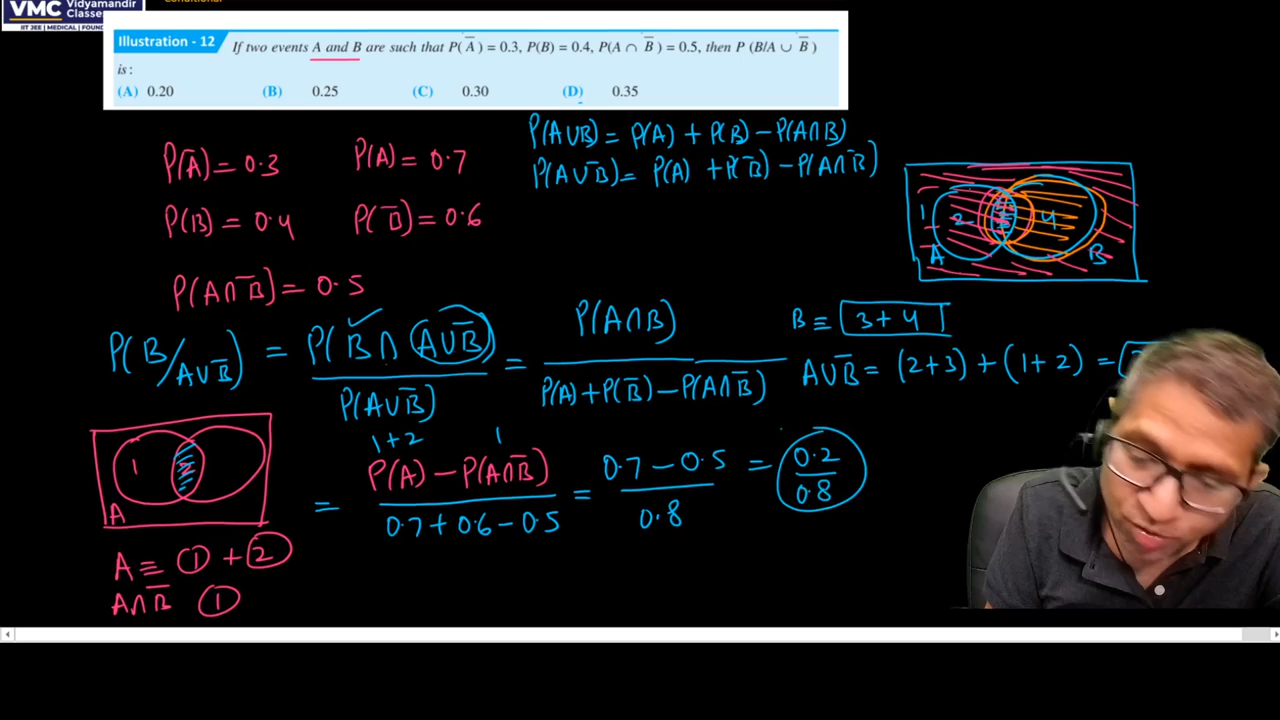 VMC Vidyamandir Classes
IIT JEE | MEDICAL | FOUND
Conditional
Illustration - 12 If two events A and B are such that P(A̅) = 0.3, P(B) = 0.4, P(A ∩ B̅) = 0.5, then P (B/A ∪ B̅)
is :
(A) 0.20 (B) 0.25 (C) 0.30 (D) 0.35
P(A∪B) = P(A) + P(B) − P(A∩B)
P(A∪B̅) = P(A) + P(B̅) − P(A∩B̅)
P(A̅) = 0.3 P(A) = 0.7
P(B) = 0.4 P(B̅) = 0.6
P(A∩B̅) = 0.5
1 2 3 4
A B
P(B/A∪B̅) = P(B∩(A∪B̅))/P(A∪B̅) = P(A∩B)/P(A)+P(B̅)−P(A∩B̅)
B ≡ 3+4
A∪B̅ = (2+3) + (1+2) =
1+2 1
= P(A) − P(A∩B̅)/0.7 + 0.6 − 0.5 = 0.7 − 0.5/0.8 = 0.2/0.8
1 2
A
A ≡ 1 + 2
A∩B̅ 1